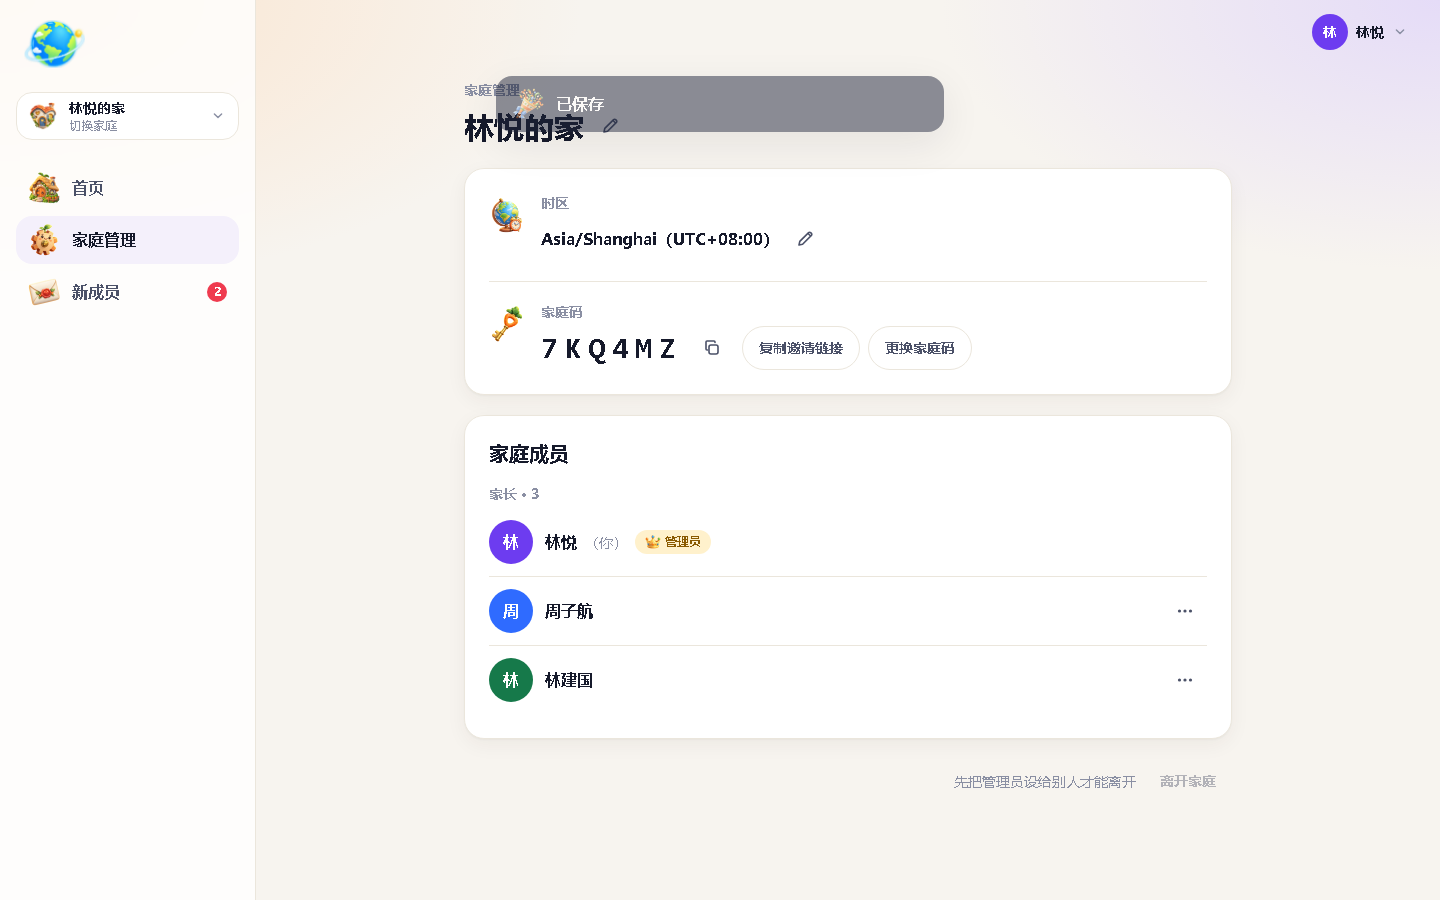 林悦的家
切换家庭
首页
家庭管理
新成员
2
林
林悦
家庭管理
已保存
林悦的家
时区
Asia/Shanghai（UTC+08:00）
家庭码
7KQ4MZ
复制邀请链接
更换家庭码
家庭成员
家长 • 3
林
林悦
（你）
管理员
周
周子航
林
林建国
先把管理员设给别人才能离开
离开家庭